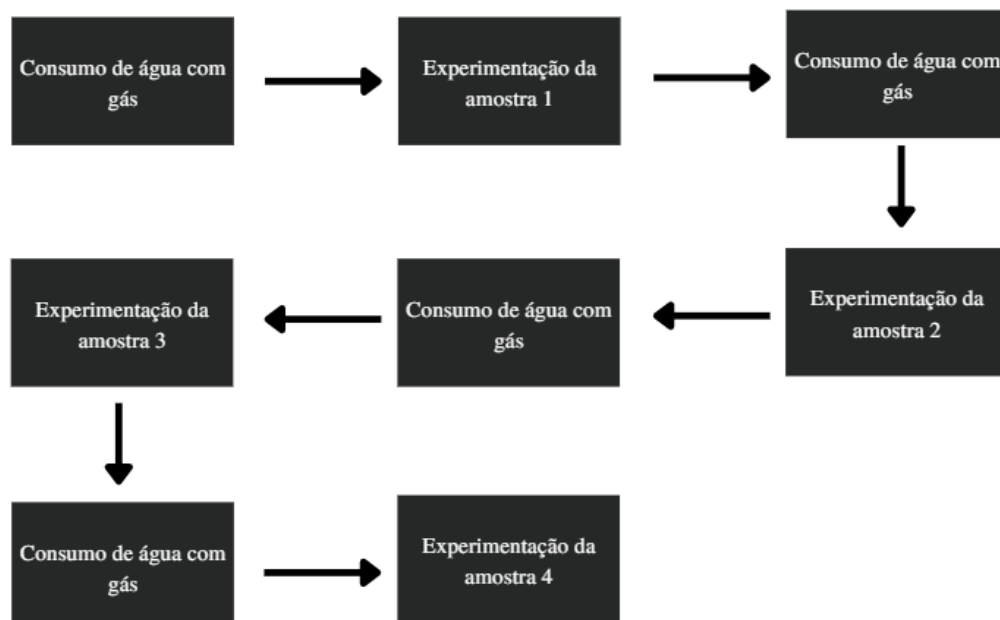 Consumo de água com
gás
Experimentação da
amostra 1
Consumo de água com
gás
Experimentação da
amostra 2
Consumo de água com
gás
Experimentação da
amostra 3
Consumo de água com
gás
Experimentação da
amostra 4